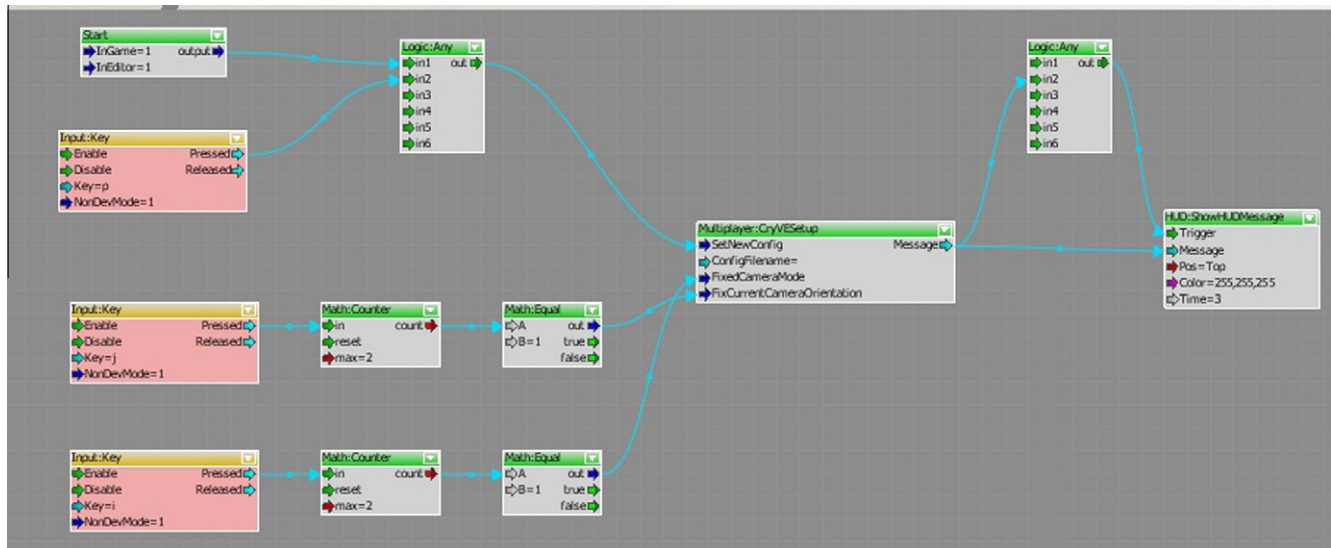 Start
InGame=1 output
InEditor=1
Logic:Any
in1 out
in2
in3
in4
in5
in6
Input:Key
Enable Pressed
Disable Released
Key=p
NonDevMode=1
Logic:Any
in1 out
in2
in3
in4
in5
in6
Multiplayer:CryVESetup
SetNewConfig Message
ConfigFilename=
FixedCameraMode
FixCurrentCameraOrientation
HUD:ShowHUDMessage
Trigger
Message
Pos=Top
Color=255,255,255
Time=3
Input:Key
Enable Pressed
Disable Released
Key=j
NonDevMode=1
Math:Counter
in count
reset
max=2
Math:Equal
A out
B=1 true
false
Input:Key
Enable Pressed
Disable Released
Key=i
NonDevMode=1
Math:Counter
in count
reset
max=2
Math:Equal
A out
B=1 true
false